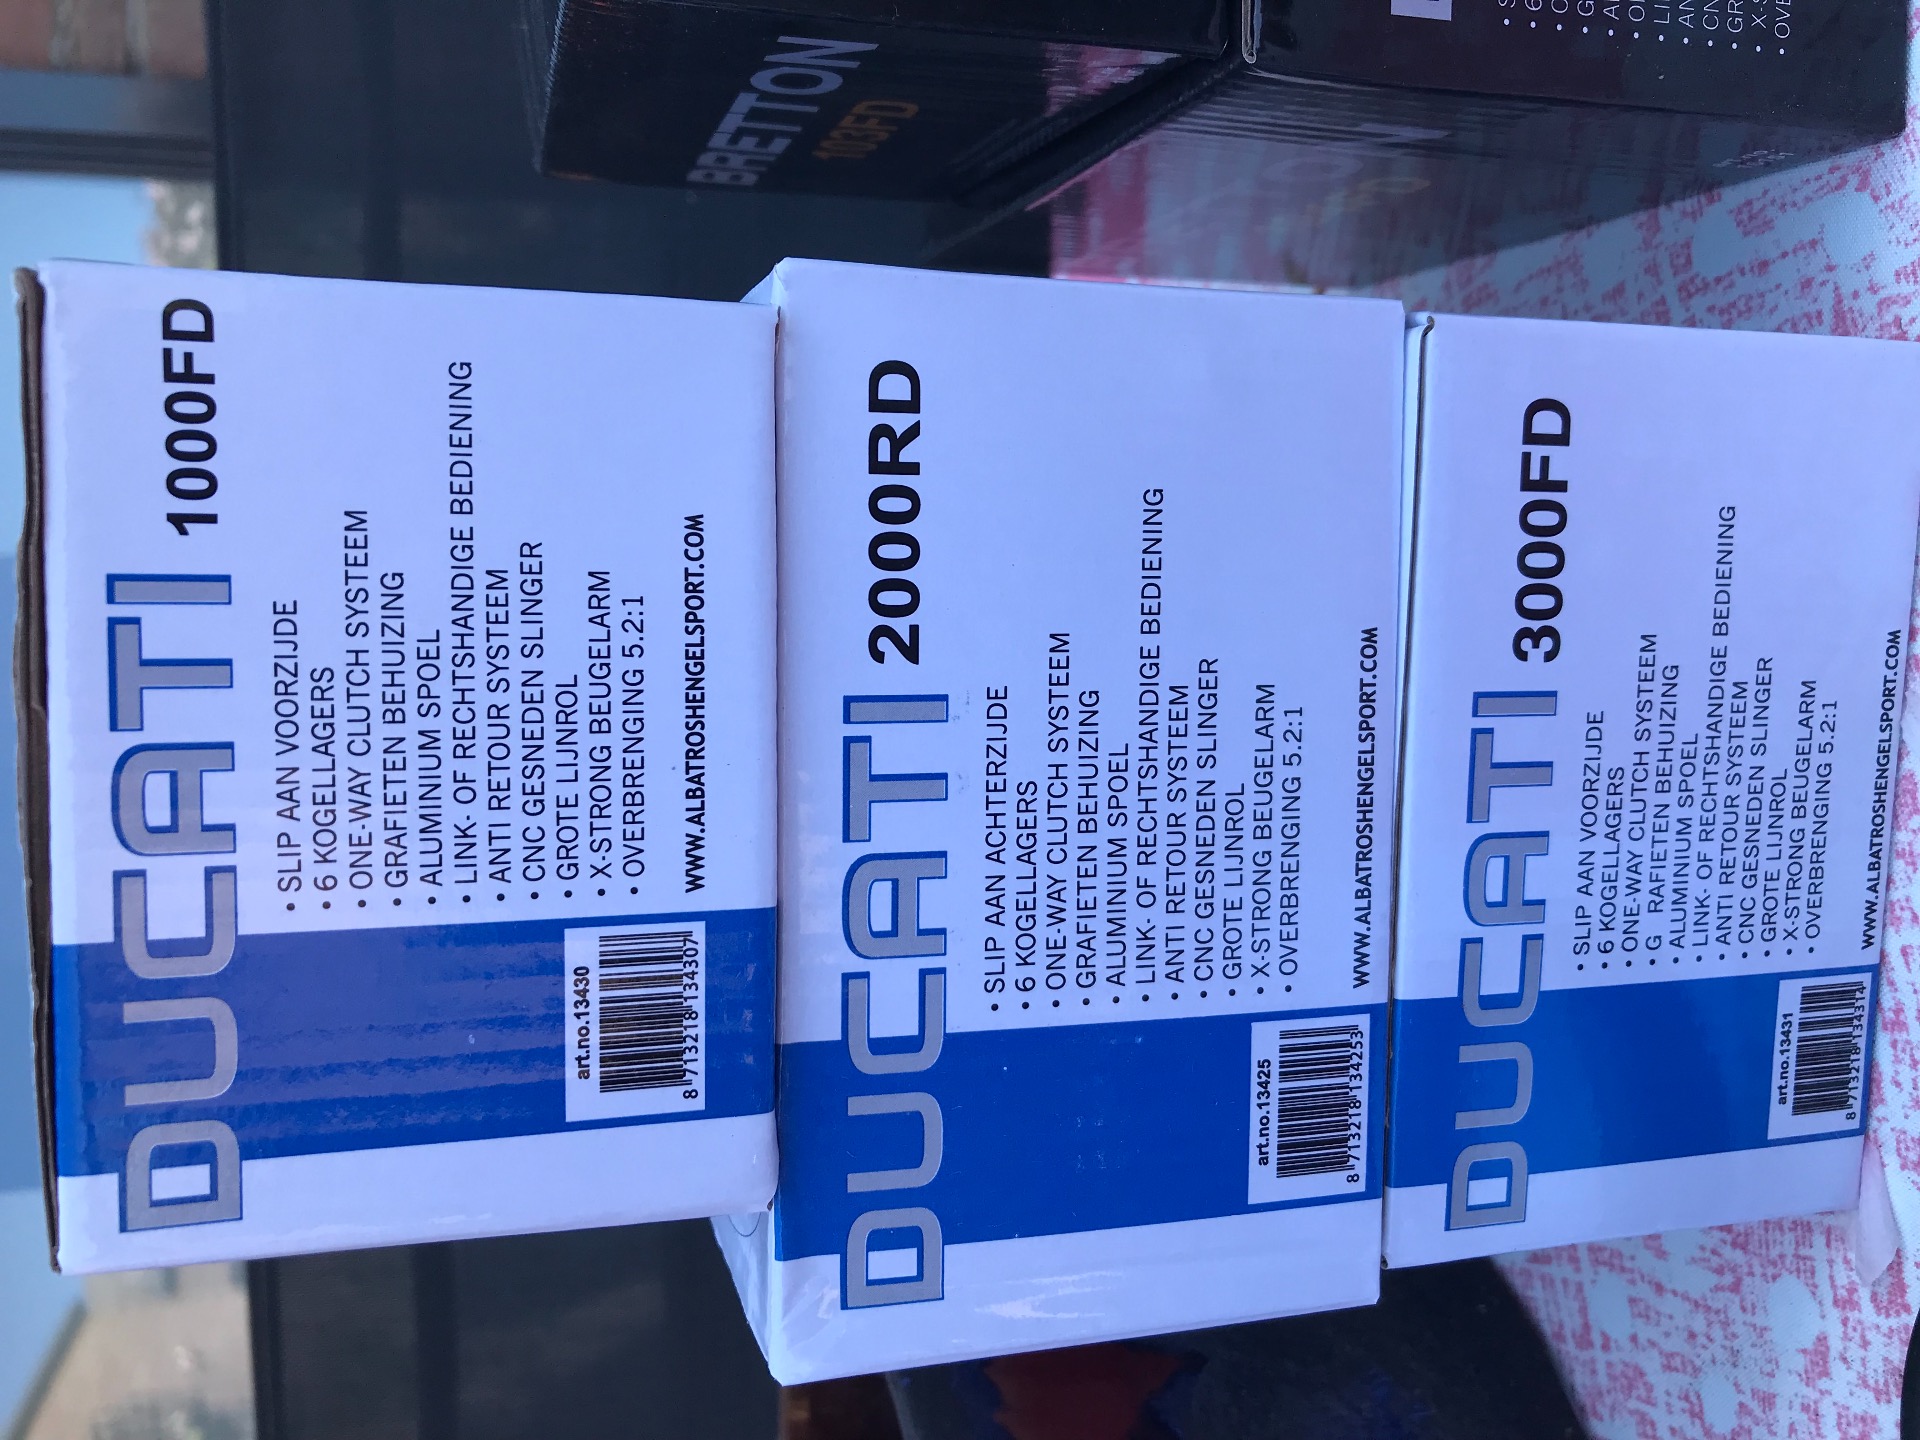 DUCATI 1000FD
• SLIP AAN VOORZIJDE
• 6 KOGELLAGERS
• ONE-WAY CLUTCH SYSTEEM
• GRAFIETEN BEHUIZING
• ALUMINIUM SPOEL
• LINK- OF RECHTSHANDIGE BEDIENING
• ANTI RETOUR SYSTEEM
• CNC GESNEDEN SLINGER
• GROTE LIJNROL
• X-STRONG BEUGELARM
• OVERBRENGING 5.2:1
WWW.ALBATROSHENGELSPORT.COM
art.no.13430
8 713218 134307
DUCATI 2000RD
• SLIP AAN ACHTERZIJDE
• 6 KOGELLAGERS
• ONE-WAY CLUTCH SYSTEEM
• GRAFIETEN BEHUIZING
• ALUMINIUM SPOEL
• LINK- OF RECHTSHANDIGE BEDIENING
• ANTI RETOUR SYSTEEM
• CNC GESNEDEN SLINGER
• GROTE LIJNROL
• X-STRONG BEUGELARM
• OVERBRENGING 5.2:1
WWW.ALBATROSHENGELSPORT.COM
art.no.13425
8 713218 134253
DUCATI 3000FD
• SLIP AAN VOORZIJDE
• 6 KOGELLAGERS
• ONE-WAY CLUTCH SYSTEEM
• G RAFIETEN BEHUIZING
• ALUMINIUM SPOEL
• LINK- OF RECHTSHANDIGE BEDIENING
• ANTI RETOUR SYSTEEM
• CNC GESNEDEN SLINGER
• GROTE LIJNROL
• X-STRONG BEUGELARM
• OVERBRENGING 5.2:1
WWW.ALBATROSHENGELSPORT.COM
art.no.13431
8 713218 134314
BRETTON
103FD